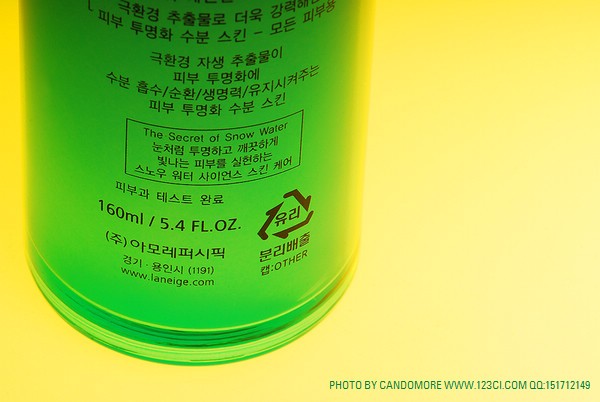 극환경 추출물로 더욱 강력해진
피부 투명화 수분 스킨 - 모든 피부용
극환경 자생 추출물이
피부 투명화에
수분 흡수/순환/생명력/유지시켜주는
피부 투명화 수분 스킨
The Secret of Snow Water
눈처럼 투명하고 깨끗하게
빛나는 피부를 실현하는
스노우 워터 사이언스 스킨 케어
피부과 테스트 완료
160ml / 5.4 FL.OZ.
유리
(주)아모레퍼시픽
분리배출
경기·용인시 (1191)
캡:OTHER
www.laneige.com
PHOTO BY CANDOMORE WWW.123CI.COM QQ:151712149